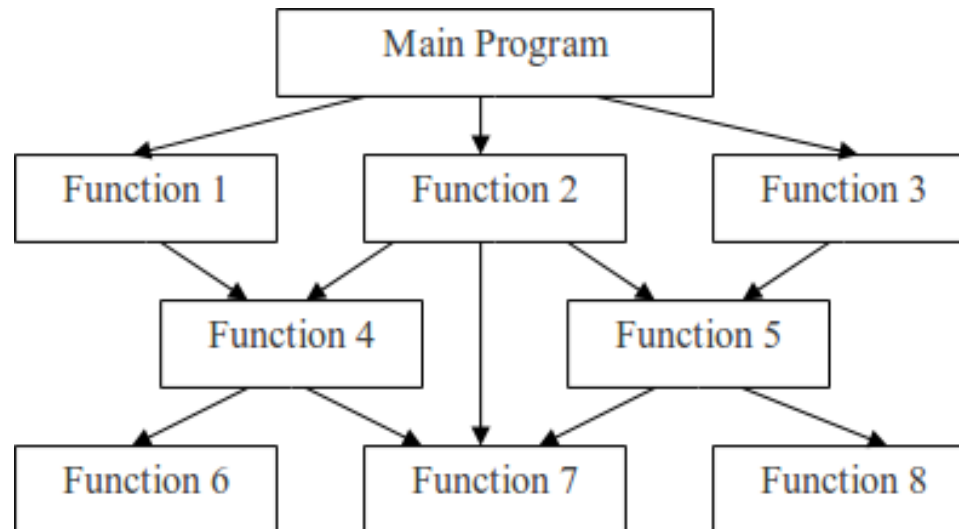 Main Program
Function 1
Function 2
Function 3
Function 4
Function 5
Function 6
Function 7
Function 8